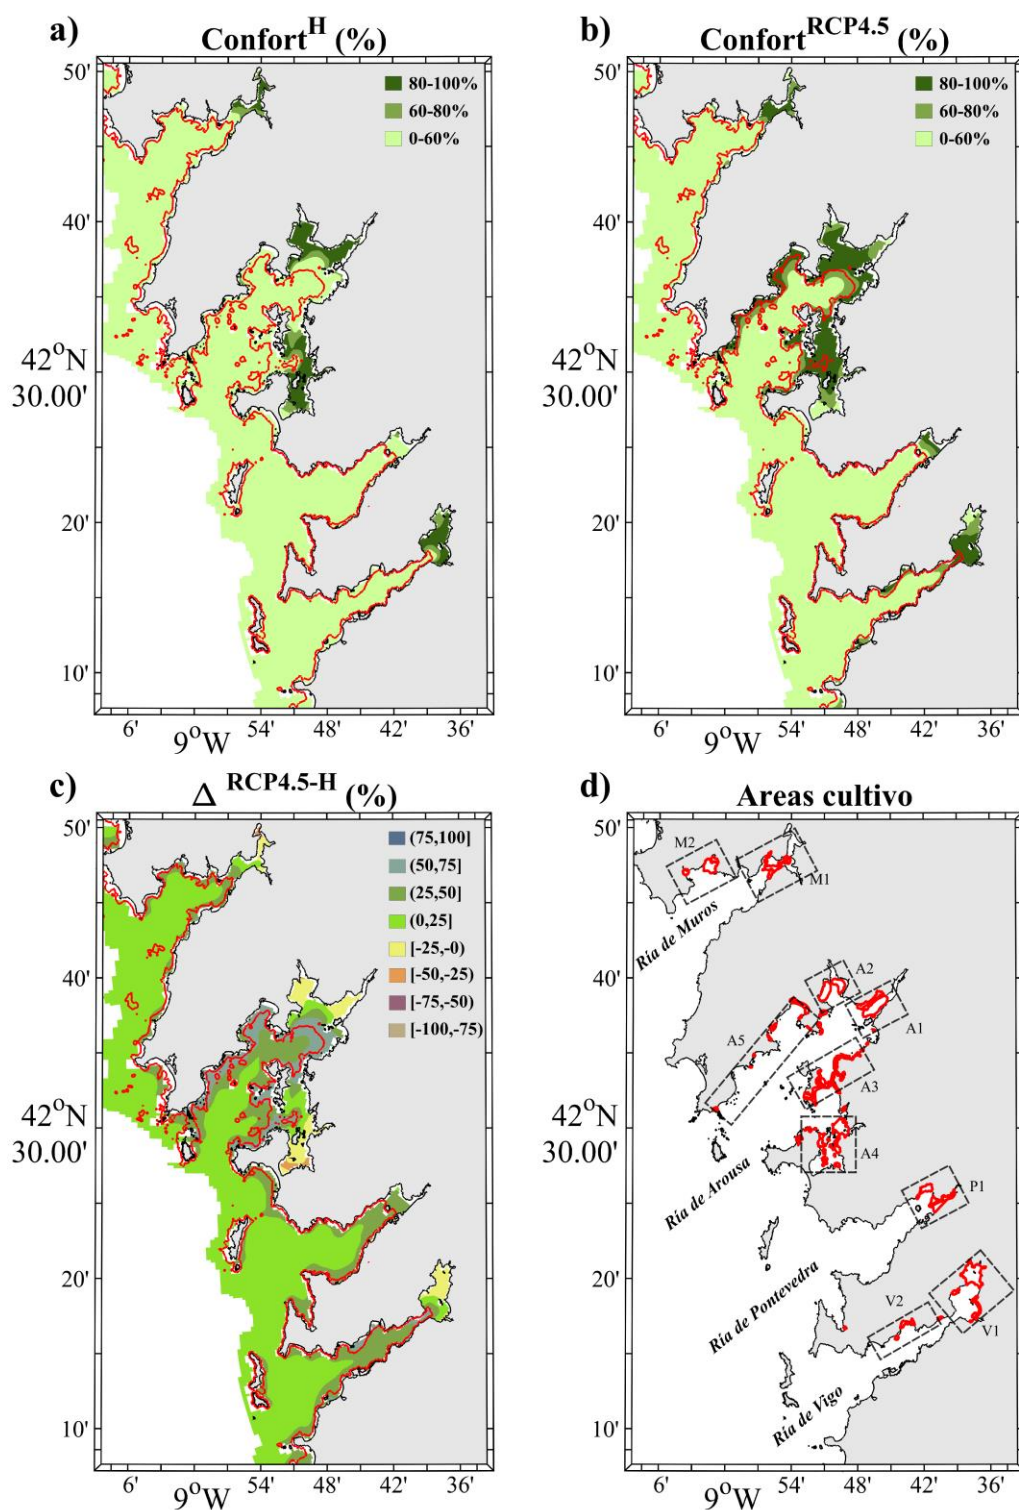 a) Confort^H (%)
80-100%
60-80%
0-60%
50'
40'
42°N
30.00'
20'
10'
6' 9°W 54' 48' 42' 36'
b) Confort^RCP4.5 (%)
80-100%
60-80%
0-60%
50'
40'
42°N
30.00'
20'
10'
6' 9°W 54' 48' 42' 36'
c) Δ ^RCP4.5-H (%)
(75,100]
(50,75]
(25,50]
(0,25]
[-25,-0)
[-50,-25)
[-75,-50)
[-100,-75)
50'
40'
42°N
30.00'
20'
10'
6' 9°W 54' 48' 42' 36'
d) Areas cultivo
M2
M1
Ría de Muros
A2
A1
A5
A3
A4
Ría de Arousa
P1
Ría de Pontevedra
V2
V1
Ría de Vigo
50'
40'
42°N
30.00'
20'
10'
6' 9°W 54' 48' 42' 36'